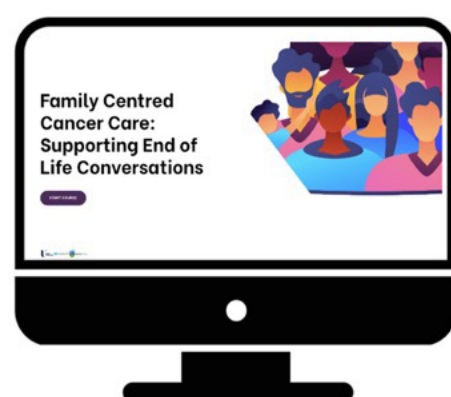 Family Centred
Cancer Care:
Supporting End of
Life Conversations
START COURSE